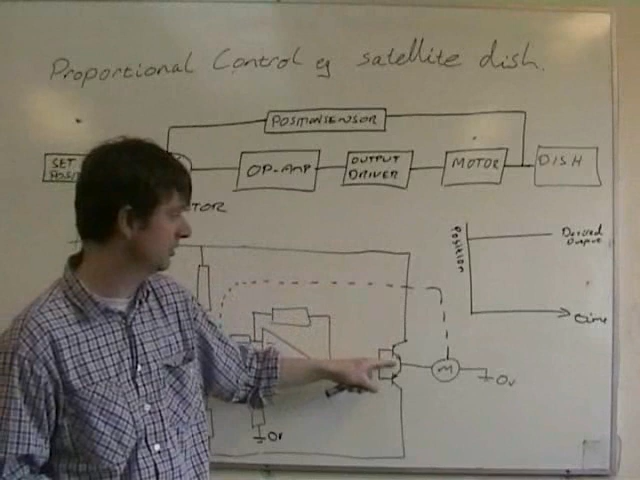 Proportional Control eg satellite dish.
POSITION SENSOR
SET
OP-AMP
OUTPUT
DRIVER
MOTOR
DISH
Position
Desired
Output
time
M
0v
0v